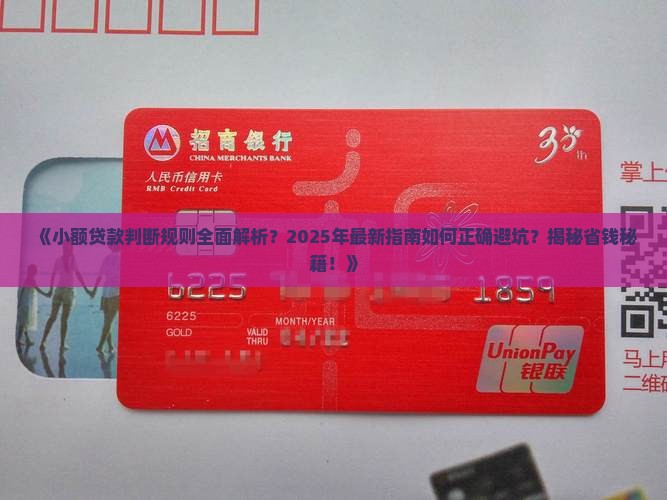 招商银行
CHINA MERCHANTS BANK
30th
人民币信用卡
RMB Credit Card
掌上
《小额贷款判断规则全面解析？2025年最新指南如何正确避坑？揭秘省钱秘
籍！》
6225 1859
6225
GOLD
VALID
THRU
MONTH/YEAR
UnionPay
银联
马上用
二维码